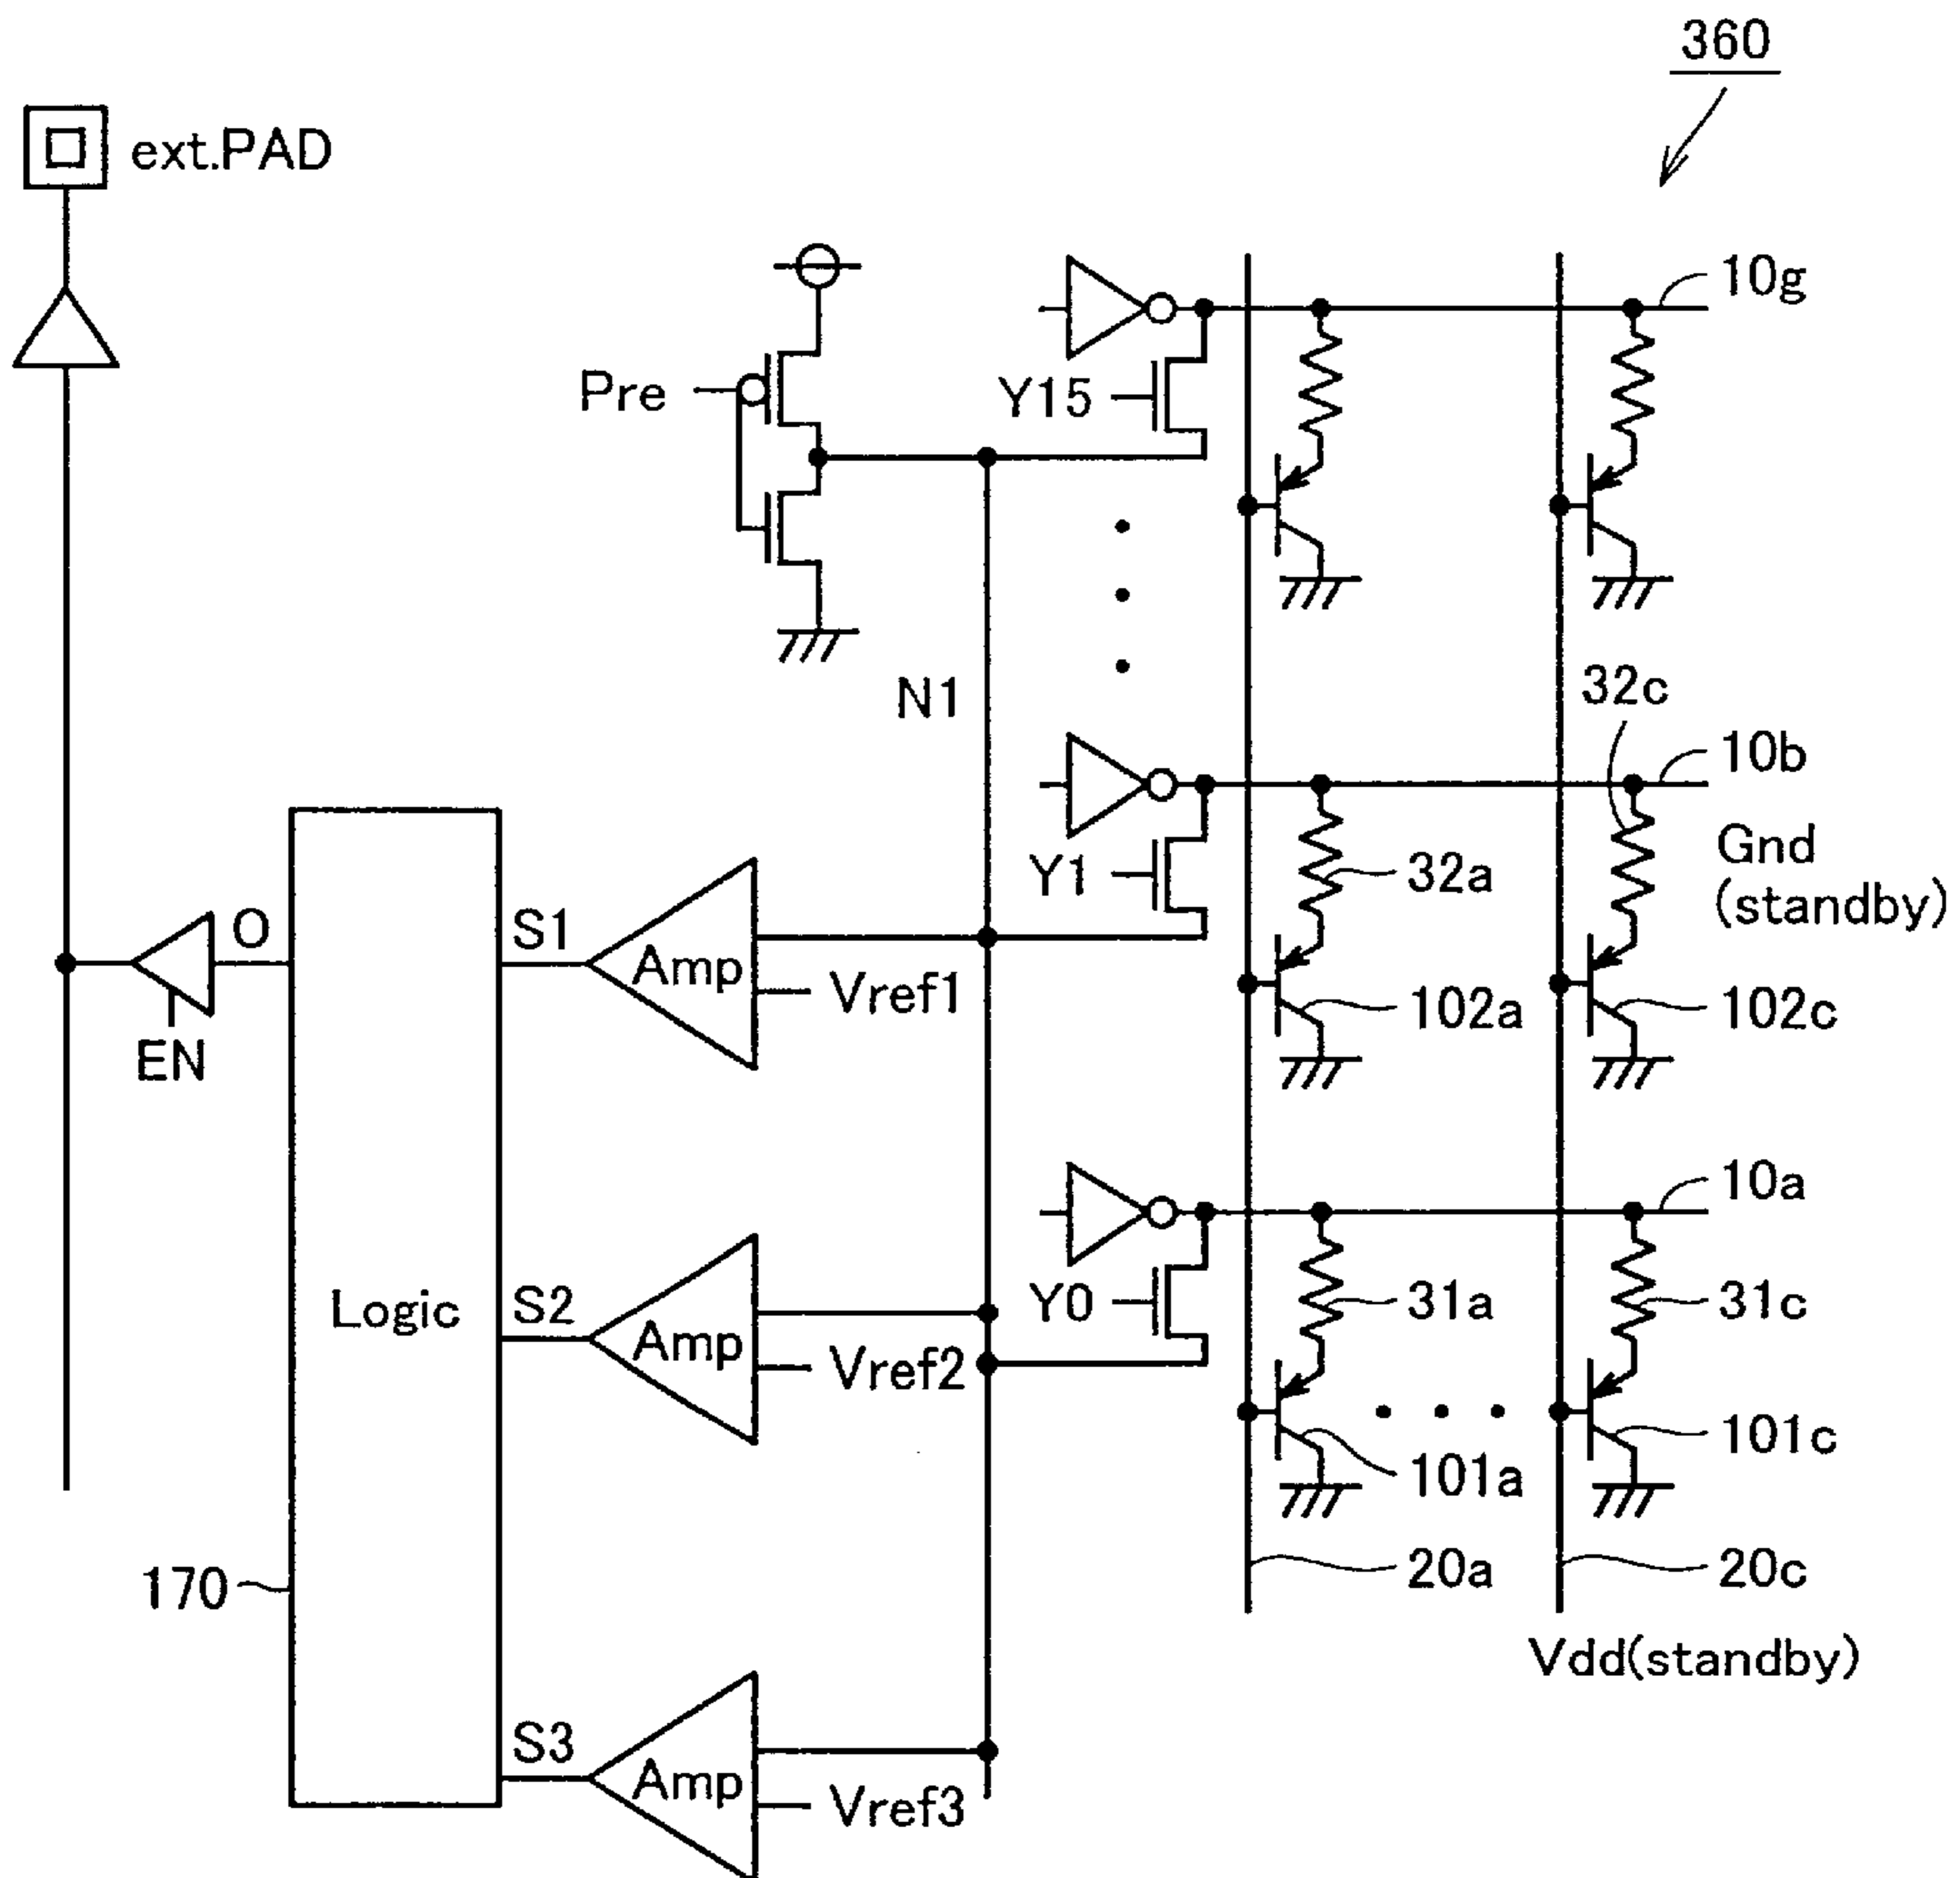 360
ext.PAD
10g
Pre
Y15
32c
N1
10b
Gnd
(standby)
Y1
32a
O
S1
Amp
Vref1
102a
102c
EN
10a
Y0
31a
31c
Logic
S2
Amp
Vref2
101a
101c
170
20a
20c
Vdd(standby)
S3
Amp
Vref3